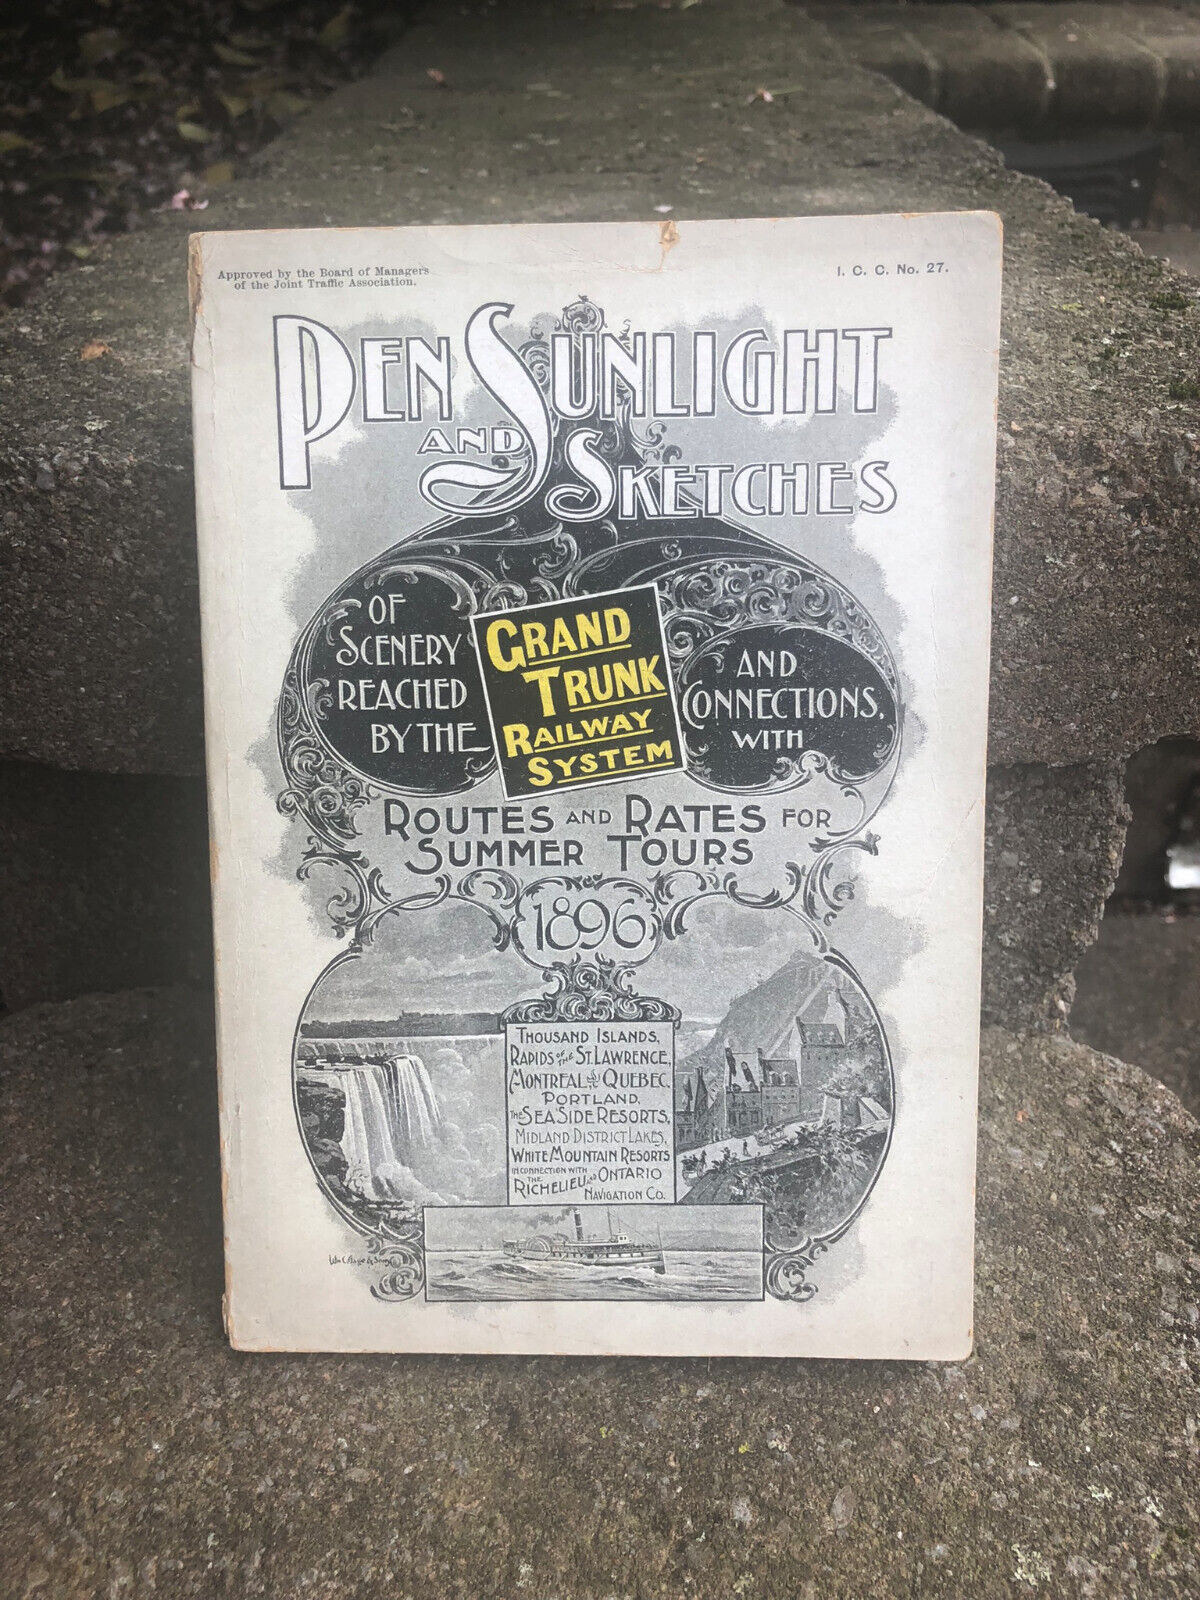 Approved by the Board of Managers
of the Joint Traffic Association.
I. C. C. No. 27.
PEN AND SUNLIGHT
SKETCHES
OF
SCENERY
REACHED
BY THE
GRAND
TRUNK
RAILWAY
SYSTEM
AND
CONNECTIONS,
WITH
ROUTES AND RATES FOR
SUMMER TOURS
1896
THOUSAND ISLANDS,
RAPIDS OF THE ST. LAWRENCE,
MONTREAL QUEBEC,
PORTLAND,
THE SEA SIDE RESORTS,
MIDLAND DISTRICT LAKES,
WHITE MOUNTAIN RESORTS
IN CONNECTION WITH
THE RICHELIEU AND ONTARIO
NAVIGATION CO.